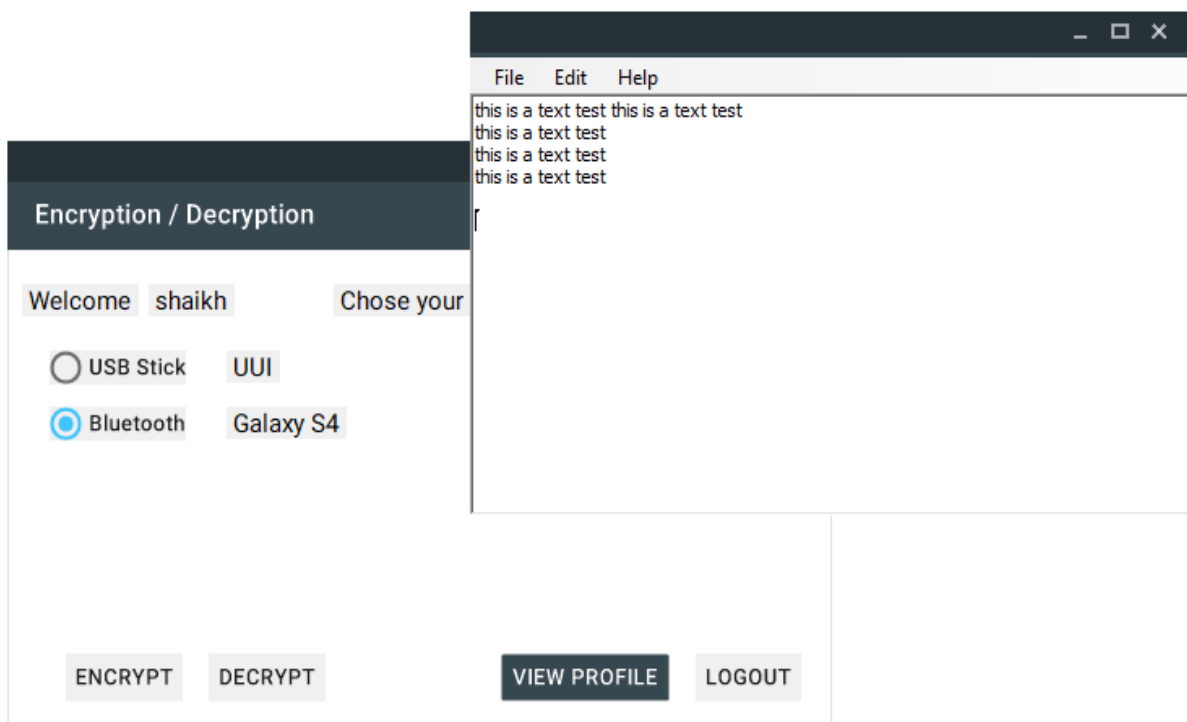 File Edit Help
this is a text test this is a text test
this is a text test
this is a text test
this is a text test
Encryption / Decryption
Welcome shaikh Chose your
USB Stick UUI
Bluetooth Galaxy S4
ENCRYPT DECRYPT VIEW PROFILE LOGOUT